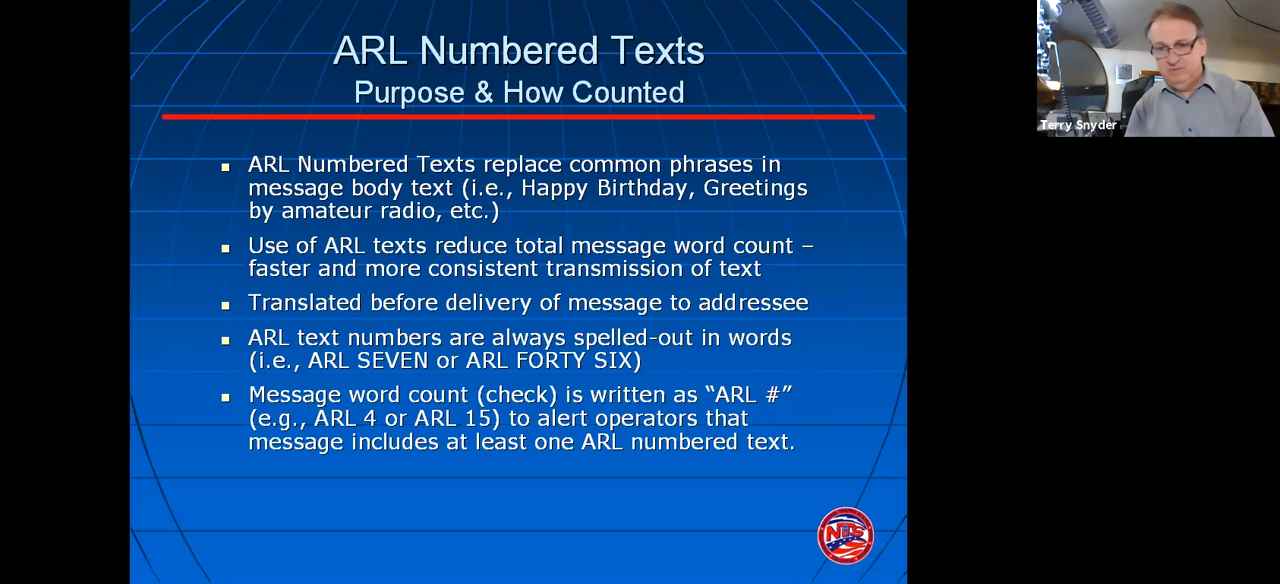 ARL Numbered Texts
Purpose & How Counted
ARL Numbered Texts replace common phrases in
message body text (i.e., Happy Birthday, Greetings
by amateur radio, etc.)
Use of ARL texts reduce total message word count –
faster and more consistent transmission of text
Translated before delivery of message to addressee
ARL text numbers are always spelled-out in words
(i.e., ARL SEVEN or ARL FORTY SIX)
Message word count (check) is written as “ARL #”
(e.g., ARL 4 or ARL 15) to alert operators that
message includes at least one ARL numbered text.
NTS
Terry Snyder